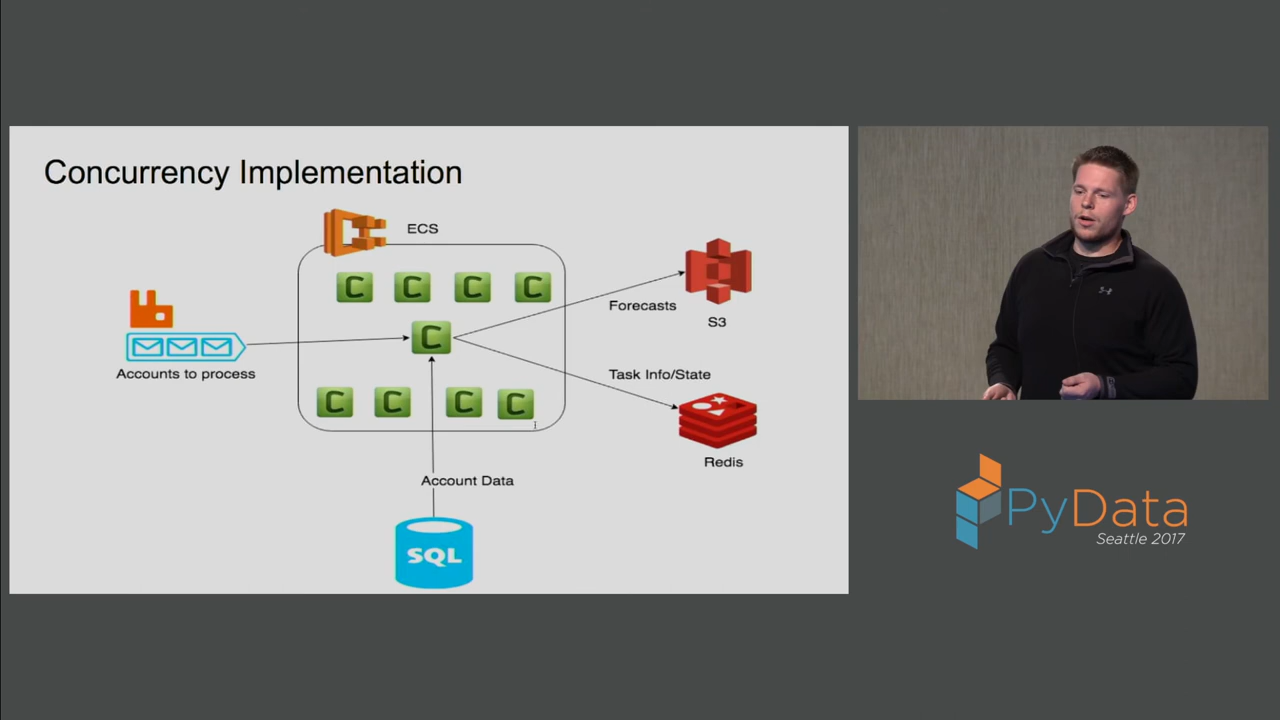 Concurrency Implementation
ECS
C C C C
Forecasts
S3
C
Accounts to process
Task Info/State
C C C C
Redis
Account Data
SQL
PyData
Seattle 2017